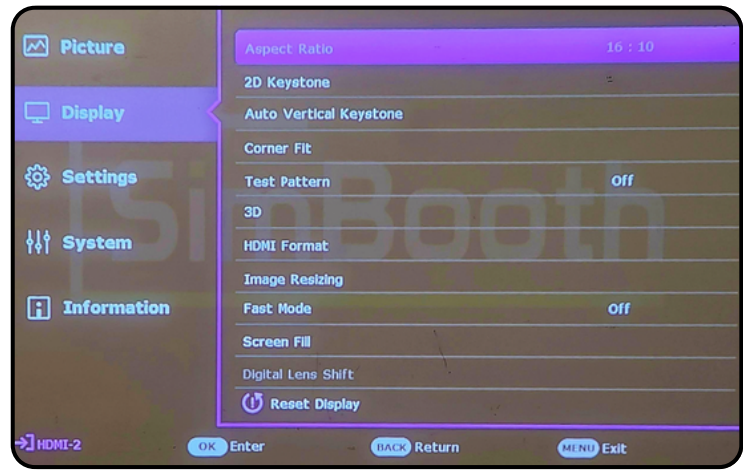 Picture
Display
Settings
System
Information
Aspect Ratio 16 : 10
2D Keystone
Auto Vertical Keystone
Corner Fit
Test Pattern Off
3D
HDMI Format
Image Resizing
Fast Mode Off
Screen Fill
Digital Lens Shift
Reset Display
SimBooth
HDMI-2
OK Enter
BACK Return
MENU Exit